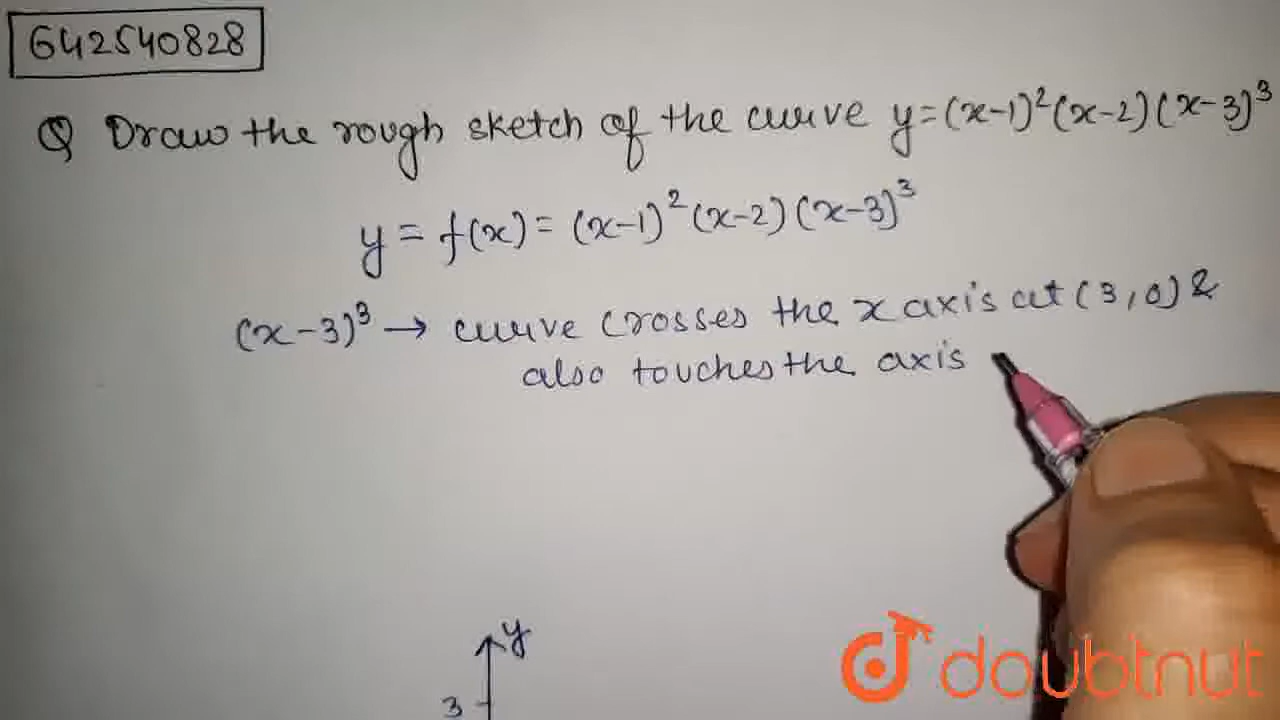 642540828
Q Draw the rough sketch of the curve y=(x-1)²(x-2)(x-3)³
y = f(x) = (x-1)²(x-2)(x-3)³
(x-3)³ → curve crosses the x axis at (3,0) &
also touches the axis
y
3
doubtnut